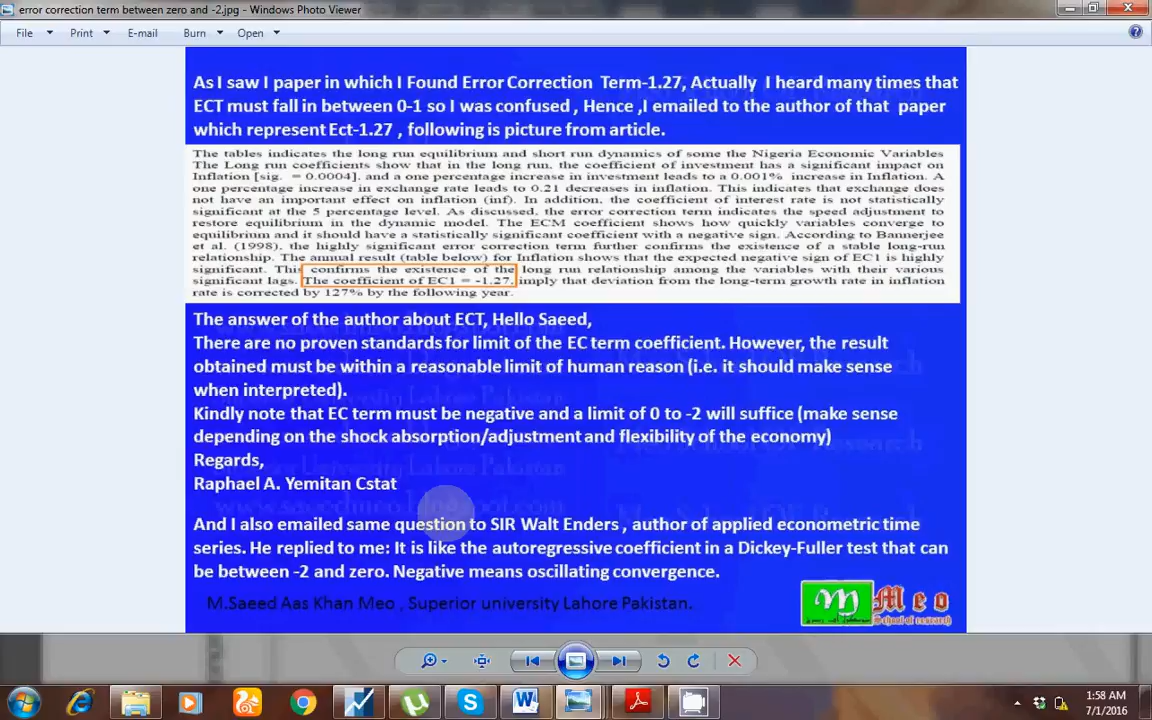 error correction term between zero and -2.jpg - Windows Photo Viewer
File Print E-mail Burn Open
As I saw I paper in which I Found Error Correction Term-1.27, Actually I heard many times that
ECT must fall in between 0-1 so I was confused , Hence ,I emailed to the author of that paper
which represent Ect-1.27 , following is picture from article.
The tables indicates the long run equilibrium and short run dynamics of some the Nigeria Economic Variables
The Long run coefficients show that in the long run, the coefficient of investment has a significant impact on
Inflation [sig. = 0.0004], and a one percentage increase in investment leads to a 0.001% increase in Inflation. A
one percentage increase in exchange rate leads to 0.21 decreases in inflation. This indicates that exchange does
not have an important effect on inflation (inf). In addition, the coefficient of interest rate is not statistically
significant at the 5 percentage level. As discussed, the error correction term indicates the speed adjustment to
restore equilibrium in the dynamic model. The ECM coefficient shows how quickly variables converge to
equilibrium and it should have a statistically significant coefficient with a negative sign. According to Bannerjee
et al. (1998), the highly significant error correction term further confirms the existence of a stable long-run
relationship. The annual result (table below) for Inflation shows that the expected negative sign of EC1 is highly
significant. This confirms the existence of the long run relationship among the variables with their various
significant lags. The coefficient of EC1 = -1.27, imply that deviation from the long-term growth rate in inflation
rate is corrected by 127% by the following year.
The answer of the author about ECT, Hello Saeed,
There are no proven standards for limit of the EC term coefficient. However, the result
obtained must be within a reasonable limit of human reason (i.e. it should make sense
when interpreted).
Kindly note that EC term must be negative and a limit of 0 to -2 will suffice (make sense
depending on the shock absorption/adjustment and flexibility of the economy)
Regards,
Raphael A. Yemitan Cstat
And I also emailed same question to SIR Walt Enders , author of applied econometric time
series. He replied to me: It is like the autoregressive coefficient in a Dickey-Fuller test that can
be between -2 and zero. Negative means oscillating convergence.
M.Saeed Aas Khan Meo , Superior university Lahore Pakistan.
Meo
School of research
1:58 AM
7/1/2016